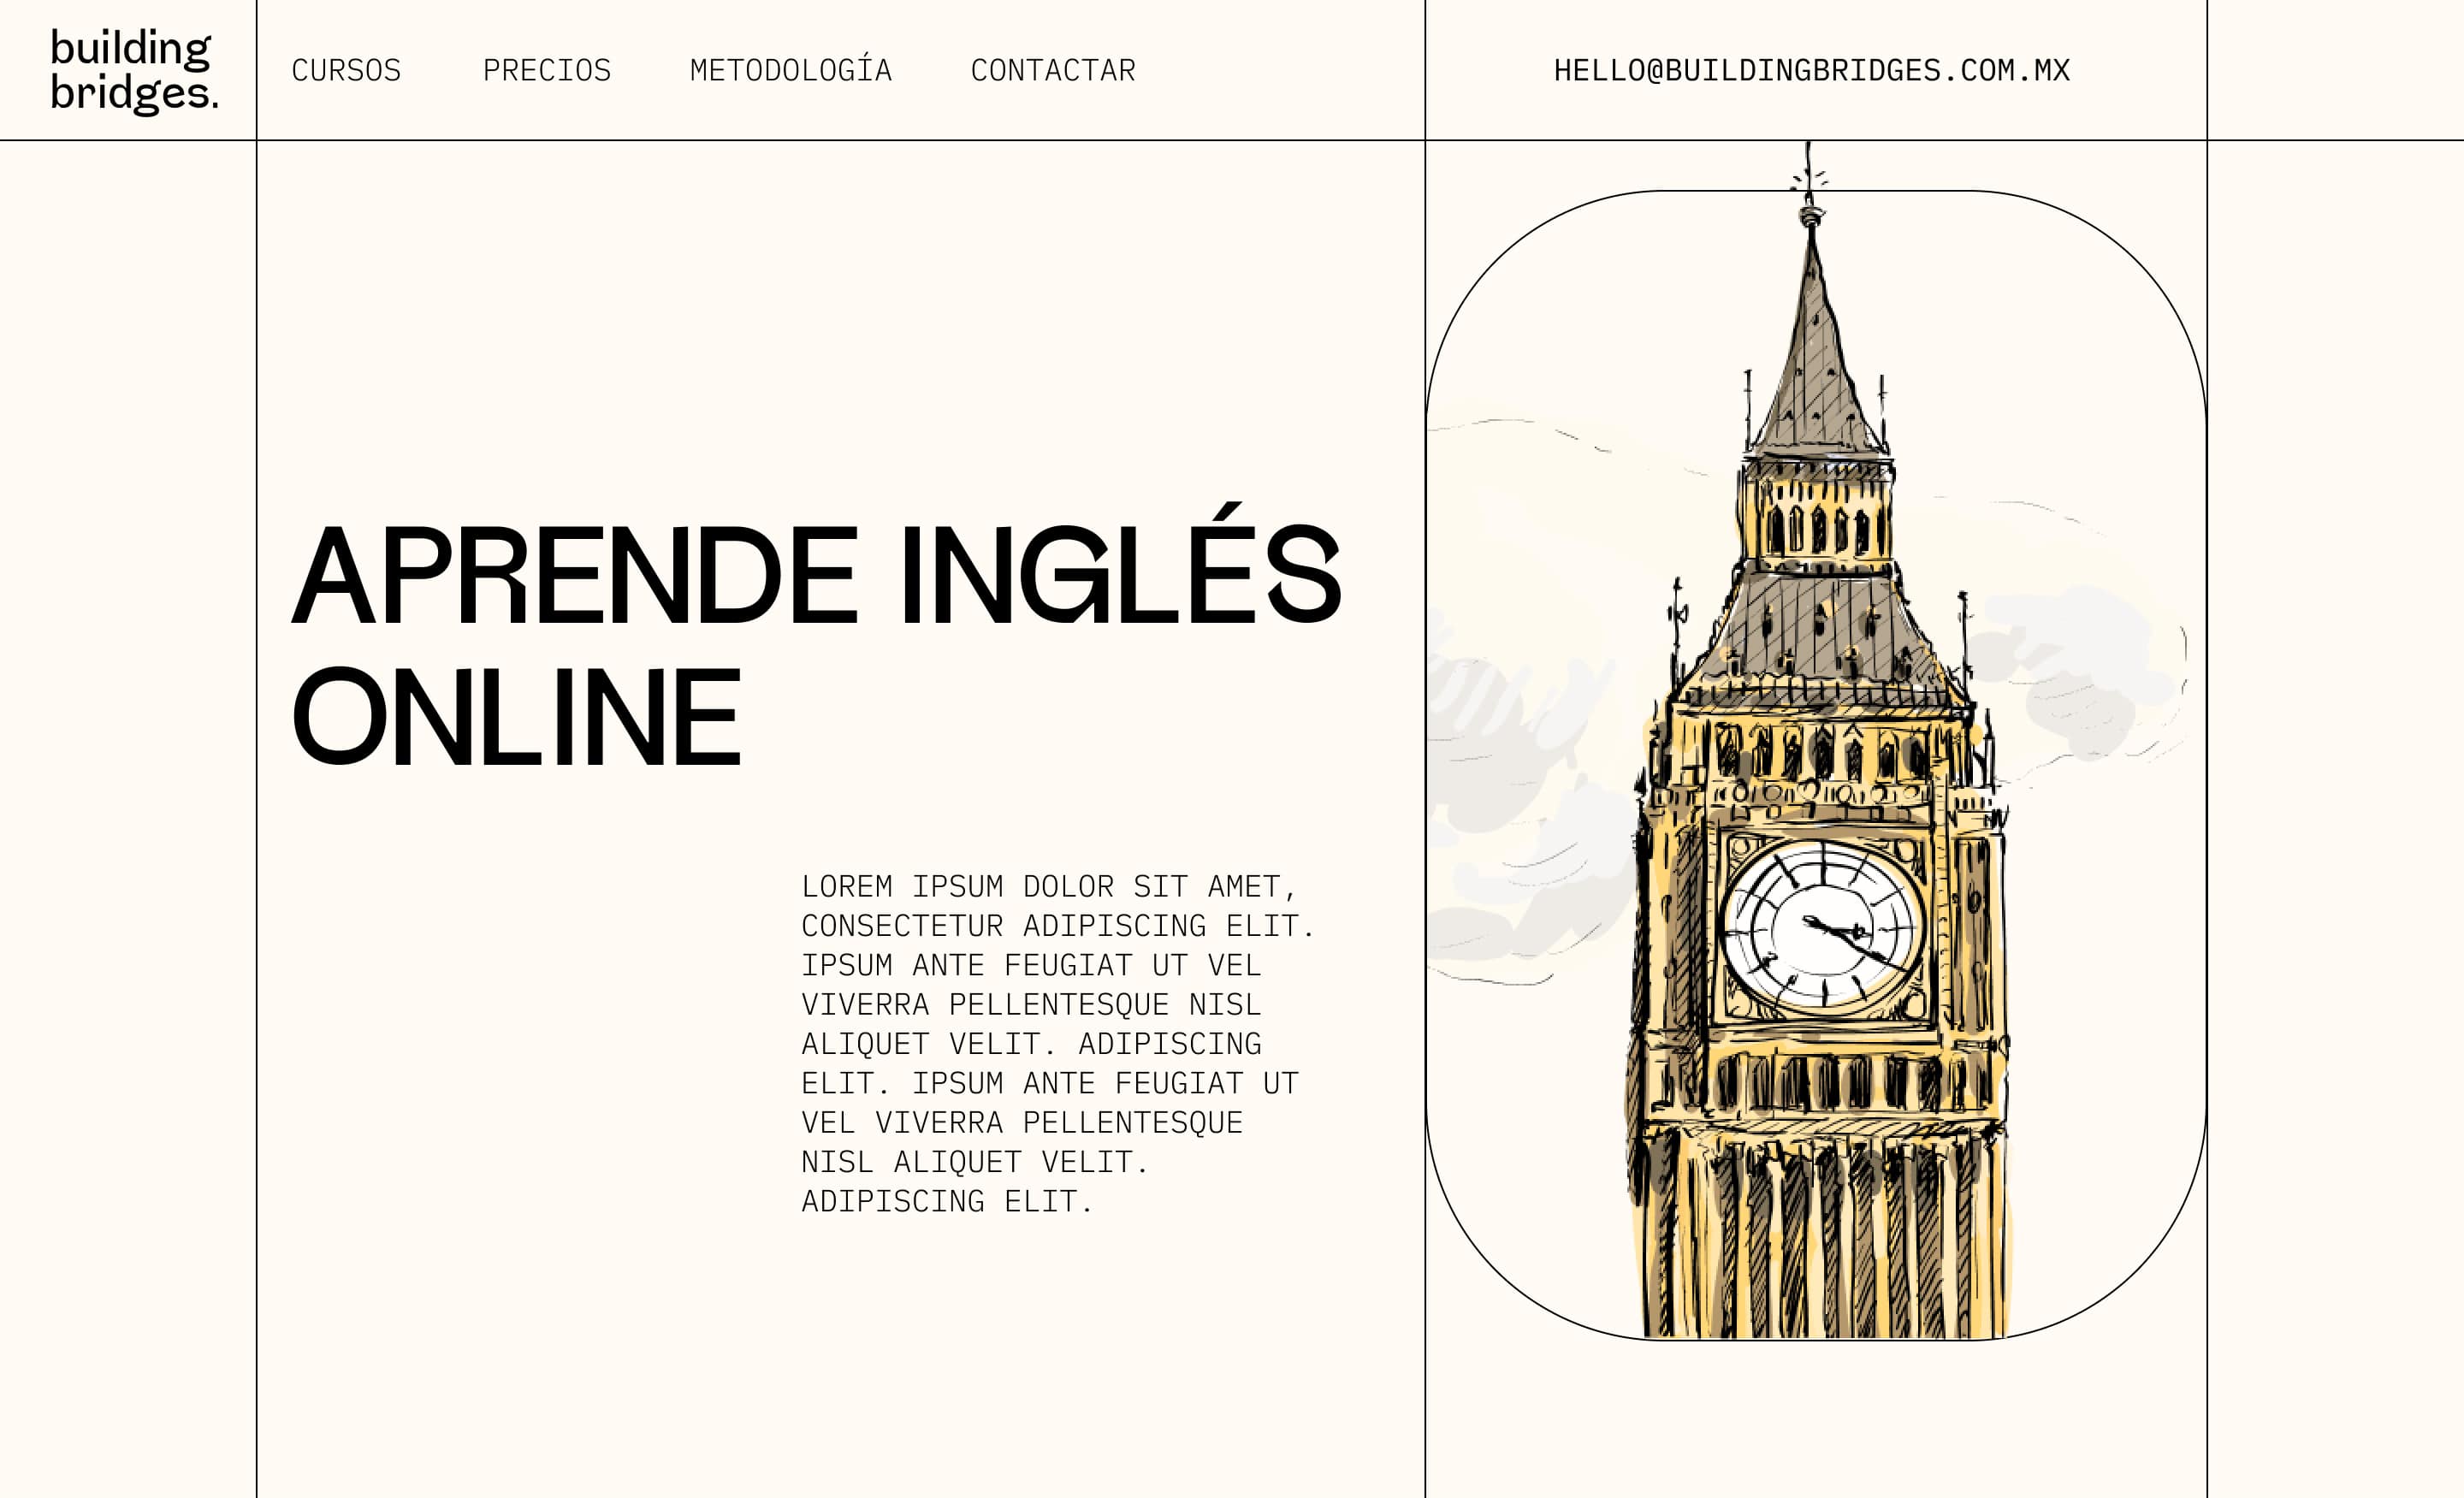 building
bridges.
CURSOS PRECIOS METODOLOGÍA CONTACTAR
HELLO@BUILDINGBRIDGES.COM.MX
APRENDE INGLÉS
ONLINE
LOREM IPSUM DOLOR SIT AMET,
CONSECTETUR ADIPISCING ELIT.
IPSUM ANTE FEUGIAT UT VEL
VIVERRA PELLENTESQUE NISL
ALIQUET VELIT. ADIPISCING
ELIT. IPSUM ANTE FEUGIAT UT
VEL VIVERRA PELLENTESQUE
NISL ALIQUET VELIT.
ADIPISCING ELIT.